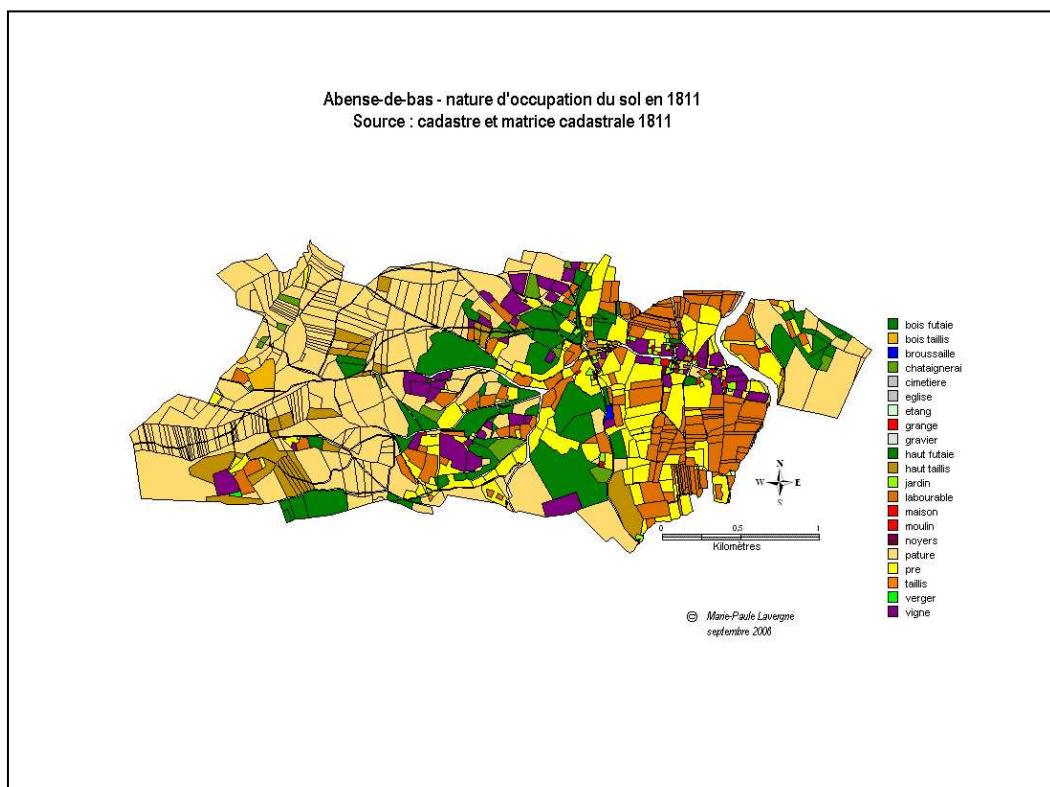 Abense-de-bas - nature d'occupation du sol en 1811
Source : cadastre et matrice cadastrale 1811
bois futaie
bois taillis
broussaille
chataignerai
cimetiere
eglise
etang
grange
gravier
haut futaie
haut taillis
jardin
labourable
maison
moulin
noyers
pature
pre
taillis
verger
vigne
N
W E
S
0 0,5 1
Kilomètres
© Marie-Paule Lavergne
septembre 2008